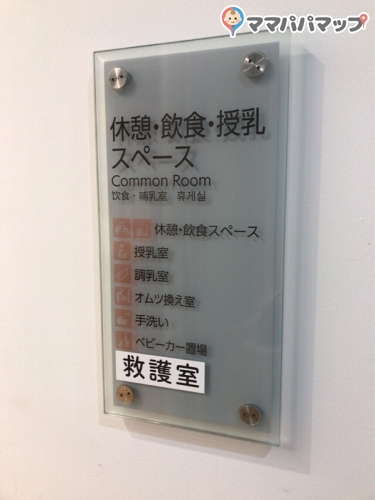 ママパパマップ
休憩・飲食・授乳
スペース
Common Room
饮食・哺乳室 휴게실
休憩・飲食スペース
授乳室
調乳室
オムツ換え室
手洗い
ベビーカー置場
救護室